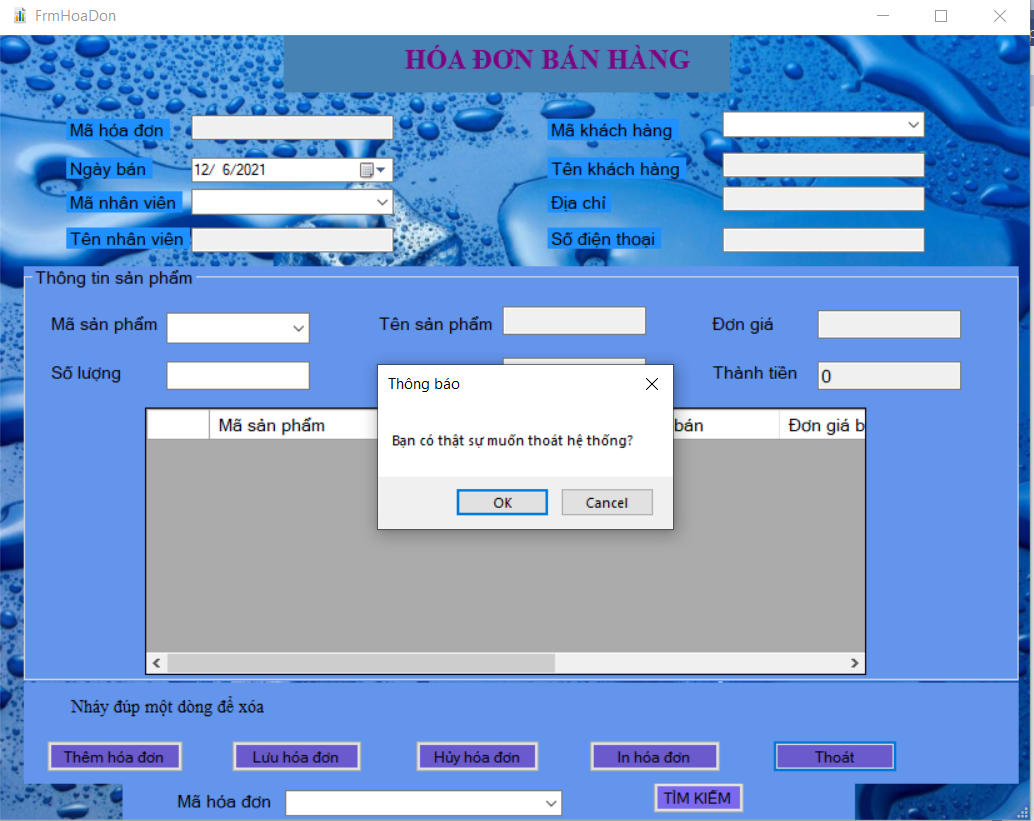 FrmHoaDon
HÓA ĐƠN BÁN HÀNG
Mã hóa đơn
Mã khách hàng
Ngày bán 12/ 6/2021
Tên khách hàng
Mã nhân viên
Địa chỉ
Tên nhân viên
Số điện thoại
Thông tin sản phẩm
Mã sản phẩm
Tên sản phẩm
Đơn giá
Số lượng
Thành tiền 0
Thông báo
Bạn có thật sự muốn thoát hệ thống?
OK Cancel
Mã sản phẩm
bán
Đơn giá b
Nháy đúp một dòng để xóa
Thêm hóa đơn Lưu hóa đơn Hủy hóa đơn In hóa đơn Thoát
Mã hóa đơn TÌM KIẾM